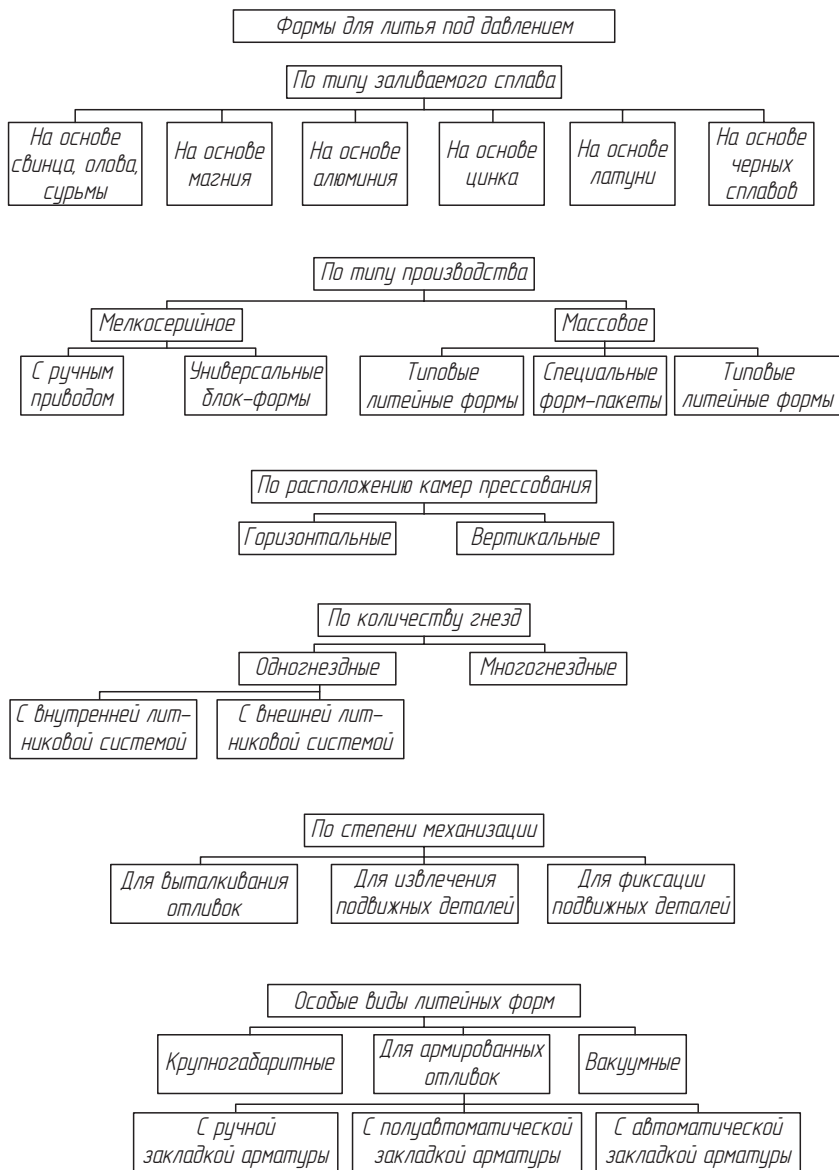 Формы для литья под давлением
По типу заливаемого сплава
На основе
свинца, олова,
сурьмы
На основе
магния
На основе
алюминия
На основе
цинка
На основе
латуни
На основе
черных
сплавов
По типу производства
Мелкосерийное
Массовое
С ручным
приводом
Универсальные
блок-формы
Типовые
литейные формы
Специальные
форм-пакеты
Типовые
литейные формы
По расположению камер прессования
Горизонтальные
Вертикальные
По количеству гнезд
Одногнездные
Многогнездные
С внутренней лит-
никовой системой
С внешней лит-
никовой системой
По степени механизации
Для выталкивания
отливок
Для извлечения
подвижных деталей
Для фиксации
подвижных деталей
Особые виды литейных форм
Крупногабаритные
Для армированных
отливок
Вакуумные
С ручной
закладкой арматуры
С полуавтоматической
закладкой арматуры
С автоматической
закладкой арматуры